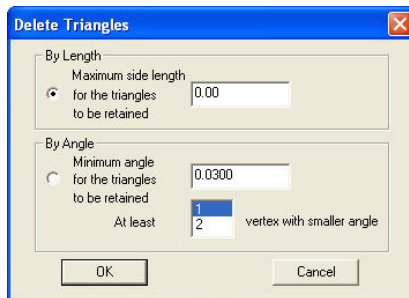 Delete Triangles
By Length
Maximum side length
for the triangles
to be retained
0.00
By Angle
Minimum angle
for the triangles
to be retained
0.0300
At least
1
2
vertex with smaller angle
OK
Cancel